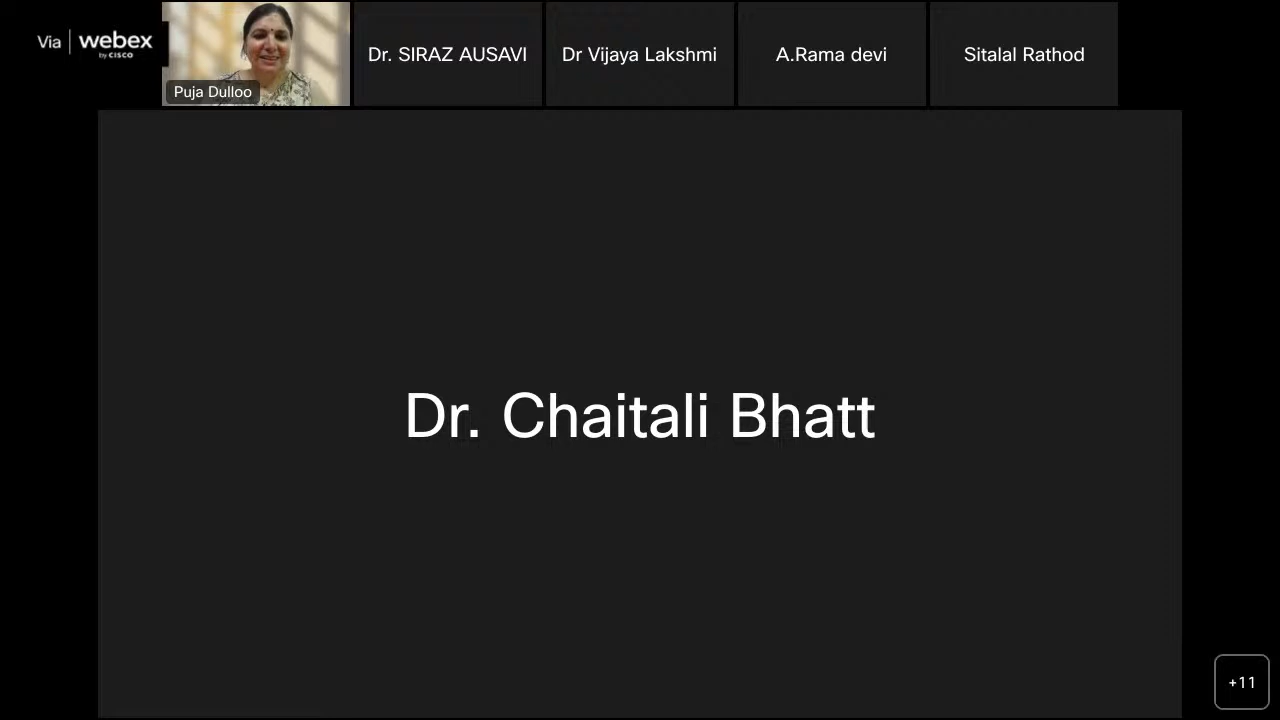 Via | webex
by CISCO
Puja Dulloo
Dr. SIRAZ AUSAVI
Dr Vijaya Lakshmi
A.Rama devi
Sitalal Rathod
Dr. Chaitali Bhatt
+11